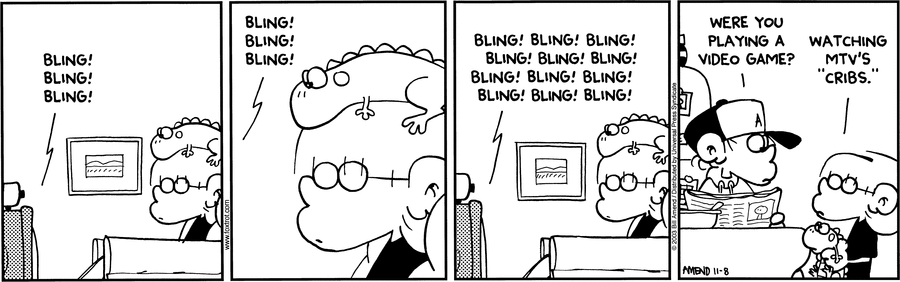 BLING!
BLING!
BLING!
www.foxtrot.com
BLING!
BLING!
BLING!
BLING! BLING! BLING!
BLING! BLING! BLING!
BLING! BLING! BLING!
BLING! BLING! BLING!
© 2003 Bill Amend / Distributed by Universal Press Syndicate
WERE YOU
PLAYING A
VIDEO GAME?
A
WATCHING
MTV'S
"CRIBS."
AMEND 11-8